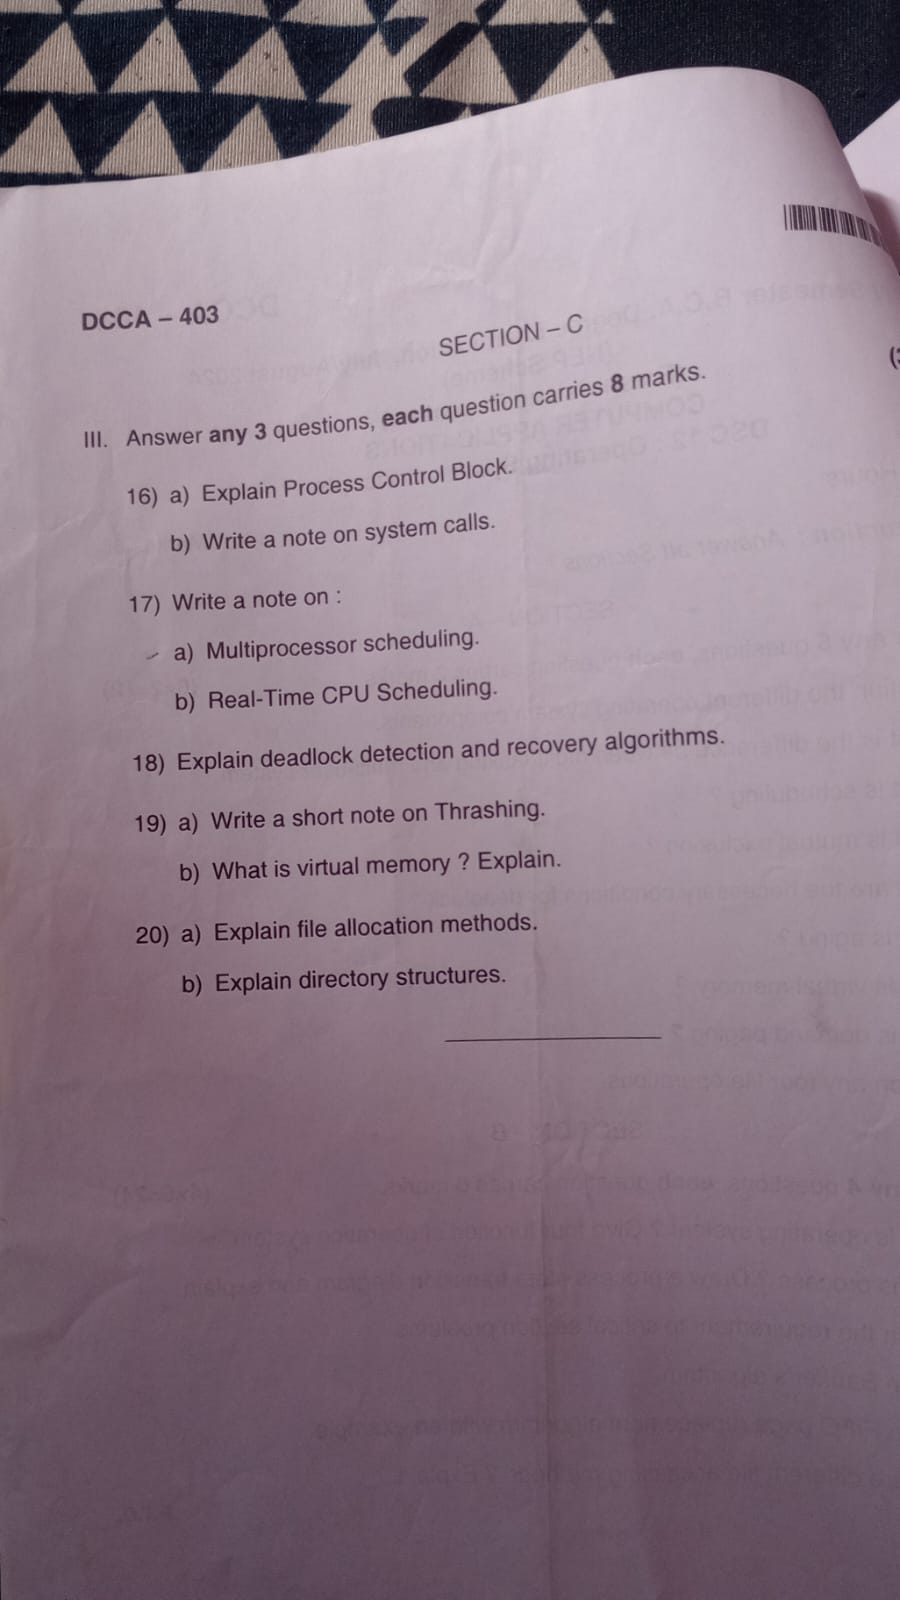 DCCA – 403
SECTION – C
III. Answer any 3 questions, each question carries 8 marks.
16) a) Explain Process Control Block.
b) Write a note on system calls.
17) Write a note on :
a) Multiprocessor scheduling.
b) Real-Time CPU Scheduling.
18) Explain deadlock detection and recovery algorithms.
19) a) Write a short note on Thrashing.
b) What is virtual memory ? Explain.
20) a) Explain file allocation methods.
b) Explain directory structures.